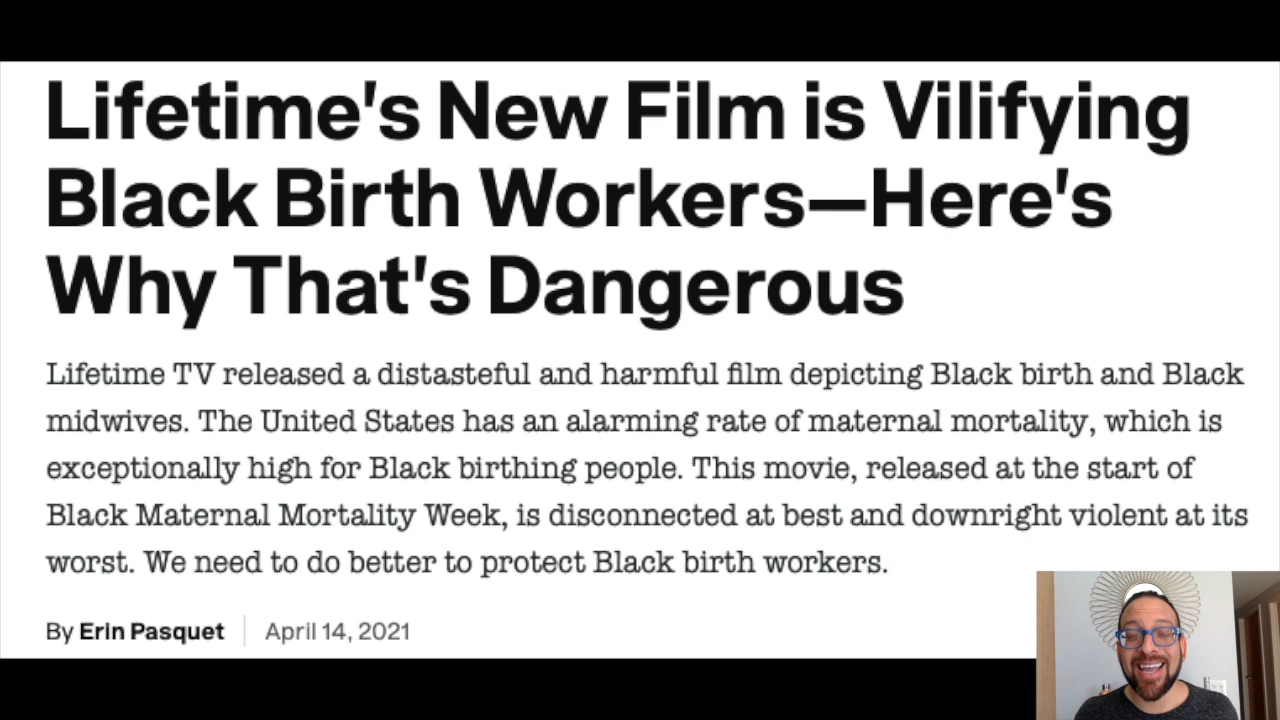 Lifetime's New Film is Vilifying
Black Birth Workers—Here's
Why That's Dangerous
Lifetime TV released a distasteful and harmful film depicting Black birth and Black
midwives. The United States has an alarming rate of maternal mortality, which is
exceptionally high for Black birthing people. This movie, released at the start of
Black Maternal Mortality Week, is disconnected at best and downright violent at its
worst. We need to do better to protect Black birth workers.
By Erin Pasquet April 14, 2021